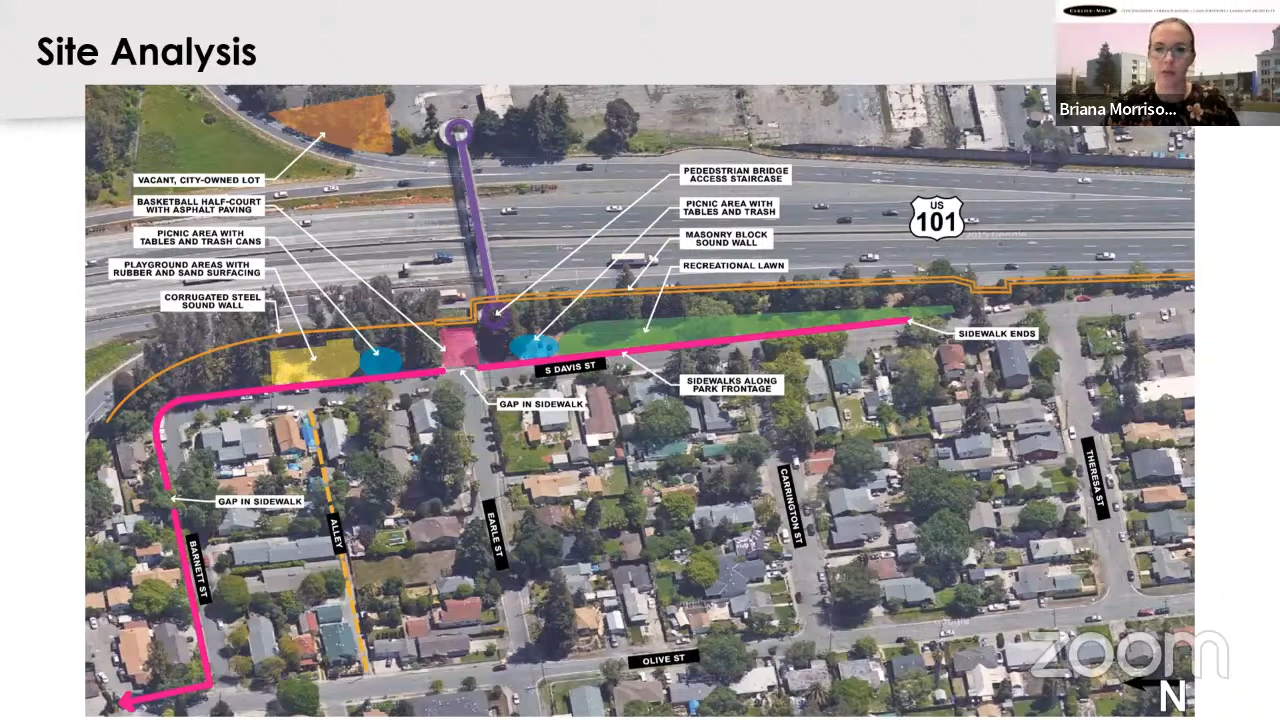 Site Analysis
CARLILE • MACY
Briana Morriso...
VACANT, CITY-OWNED LOT
BASKETBALL HALF-COURT
WITH ASPHALT PAVING
PICNIC AREA WITH
TABLES AND TRASH CANS
PLAYGROUND AREAS WITH
RUBBER AND SAND SURFACING
CORRUGATED STEEL
SOUND WALL
PEDEDSTRIAN BRIDGE
ACCESS STAIRCASE
PICNIC AREA WITH
TABLES AND TRASH
MASONRY BLOCK
SOUND WALL
RECREATIONAL LAWN
US
101
SIDEWALK ENDS
S DAVIS ST
SIDEWALKS ALONG
PARK FRONTAGE
GAP IN SIDEWALK
GAP IN SIDEWALK
BARNETT ST
ALLEY
EARLE ST
CARRINGTON ST
THERESA ST
OLIVE ST
zoom
N